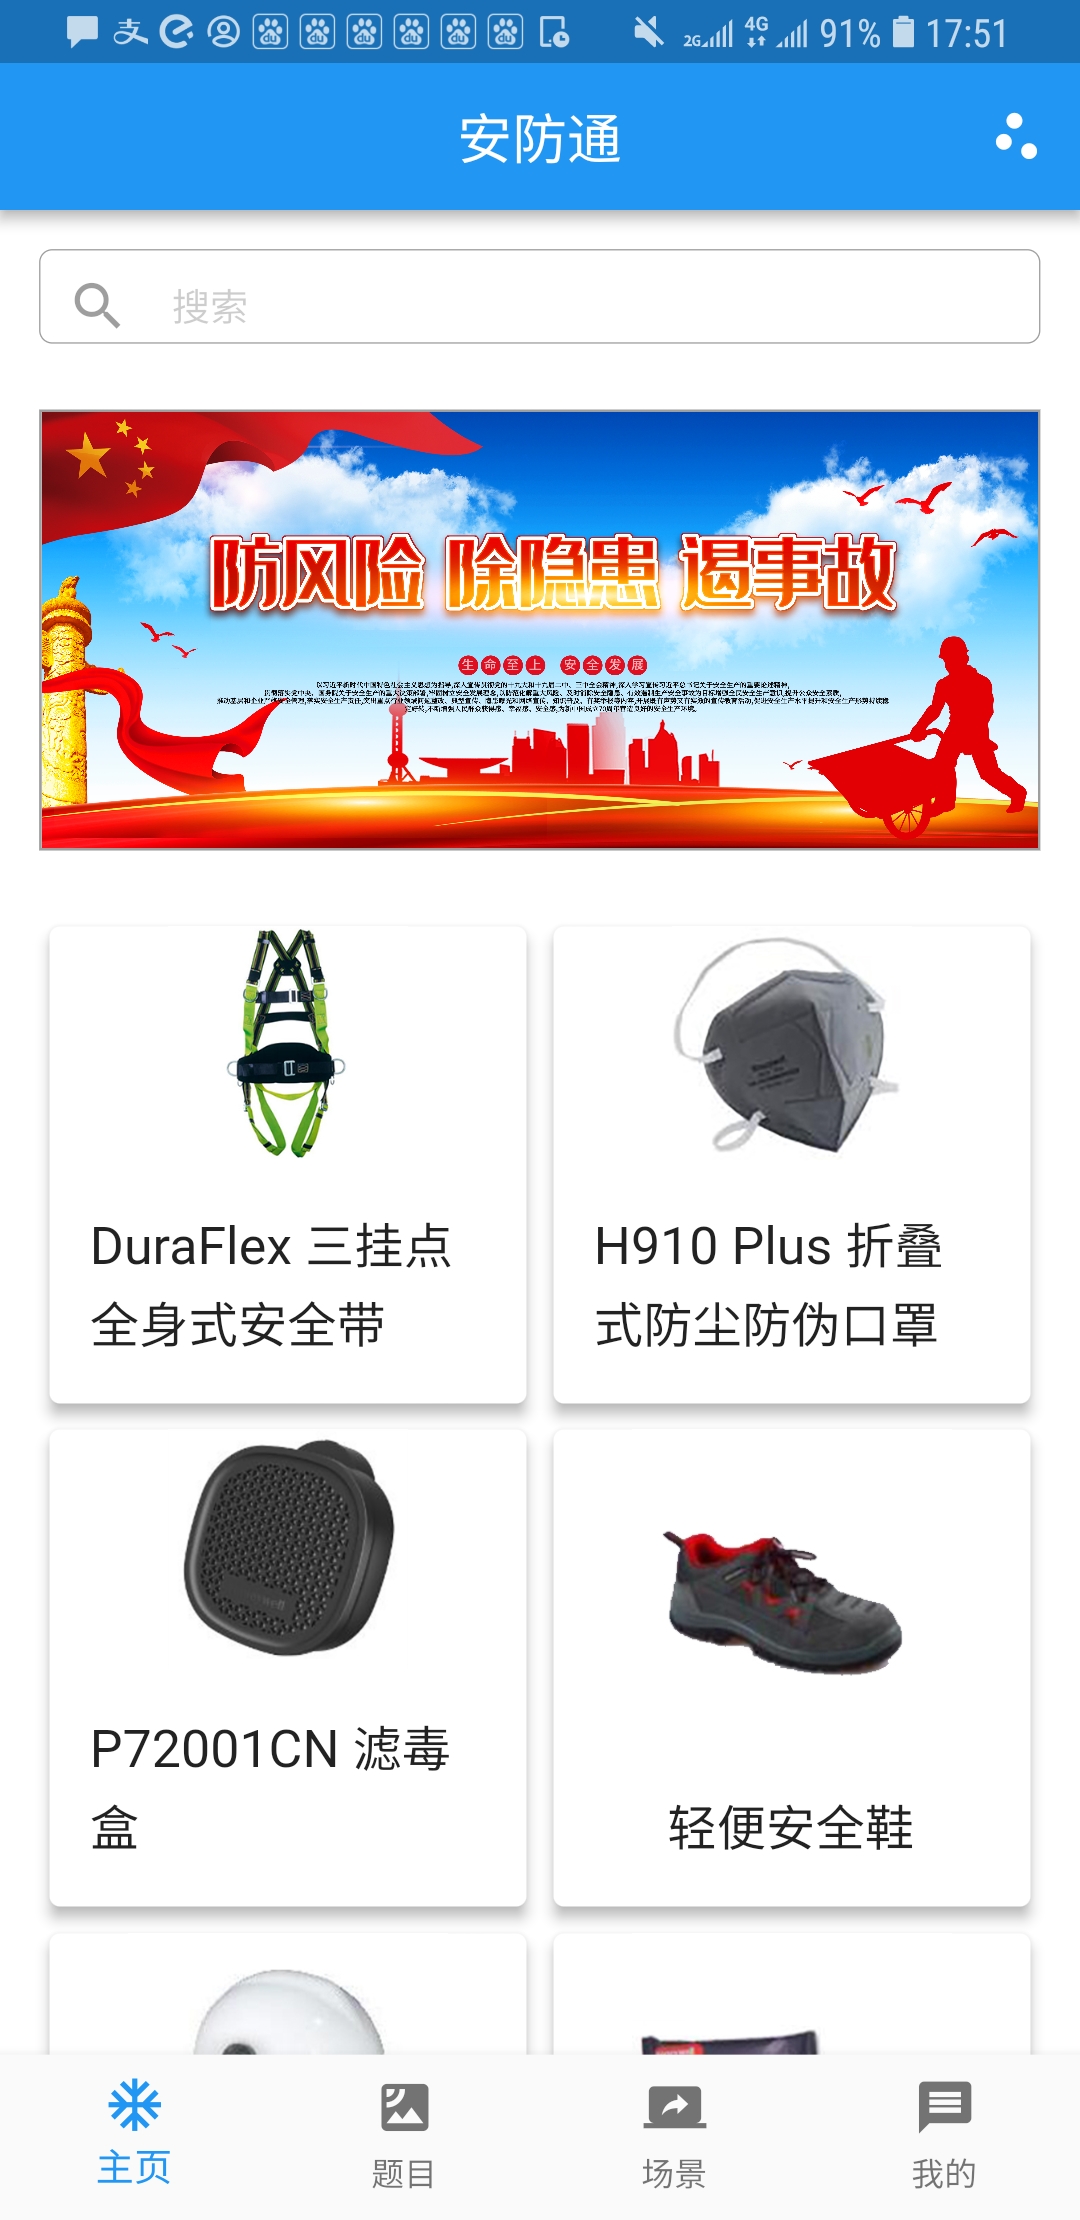 2G 4G 91% 17:51
安防通
搜索
防风险 除隐患 遏事故
生命至上 安全发展
DuraFlex 三挂点
全身式安全带
H910 Plus 折叠
式防尘防伪口罩
P72001CN 滤毒
盒
轻便安全鞋
主页
题目
场景
我的